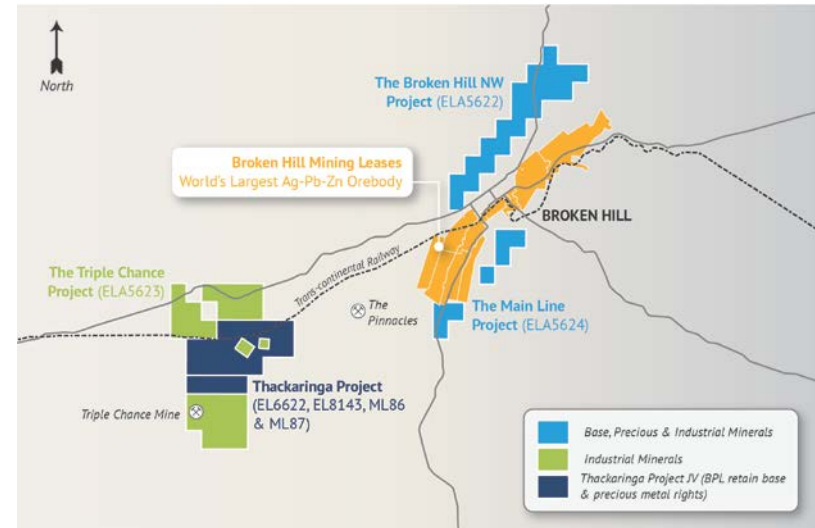 North
The Broken Hill NW
Project (ELA5622)
Broken Hill Mining Leases
World's Largest Ag-Pb-Zn Orebody
BROKEN HILL
The Triple Chance
Project (ELA5623)
Trans-continental Railway
The
Pinnacles
The Main Line
Project (ELA5624)
Thackaringa Project
(EL6622, EL8143, ML86
& ML87)
Triple Chance Mine
Base, Precious & Industrial Minerals
Industrial Minerals
Thackaringa Project JV (BPL retain base
& precious metal rights)